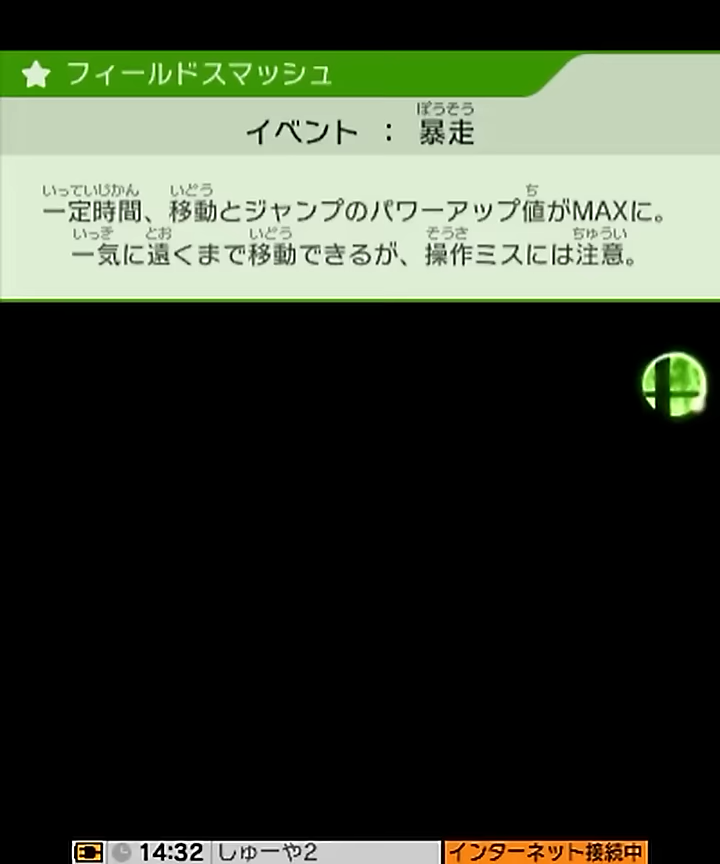 フィールドスマッシュ
ぼうそう
イベント : 暴走
いっていじかん いどう ち
一定時間、移動とジャンプのパワーアップ値がMAXに。
いっき とお いどう そうさ ちゅうい
一気に遠くまで移動できるが、操作ミスには注意。
14:32 しゅーや2 インターネット接続中